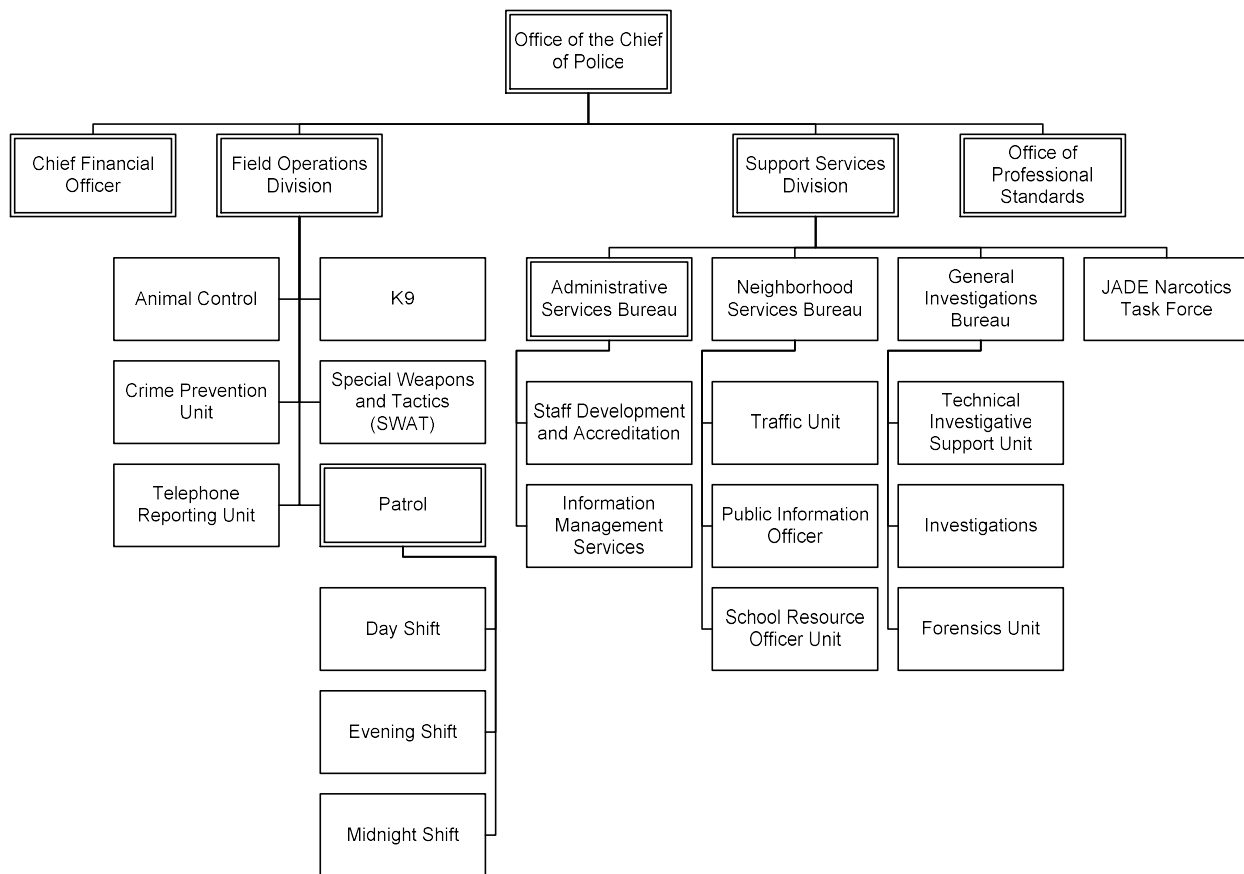 Office of the Chief
of Police
Chief Financial
Officer
Field Operations
Division
Support Services
Division
Office of
Professional
Standards
Animal Control
K9
Crime Prevention
Unit
Special Weapons
and Tactics
(SWAT)
Telephone
Reporting Unit
Patrol
Day Shift
Evening Shift
Midnight Shift
Administrative
Services Bureau
Neighborhood
Services Bureau
General
Investigations
Bureau
JADE Narcotics
Task Force
Staff Development
and Accreditation
Information
Management
Services
Traffic Unit
Public Information
Officer
School Resource
Officer Unit
Technical
Investigative
Support Unit
Investigations
Forensics Unit